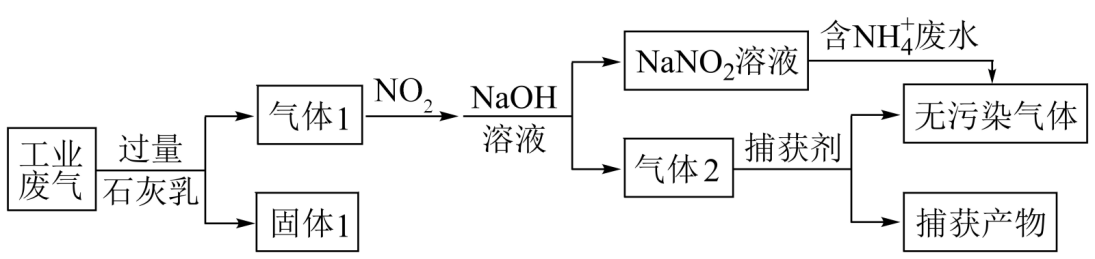 工业
废气
过量
石灰乳
气体1
固体1
NO₂
NaOH
溶液
NaNO₂溶液
气体2
含NH₄⁺废水
捕获剂
无污染气体
捕获产物